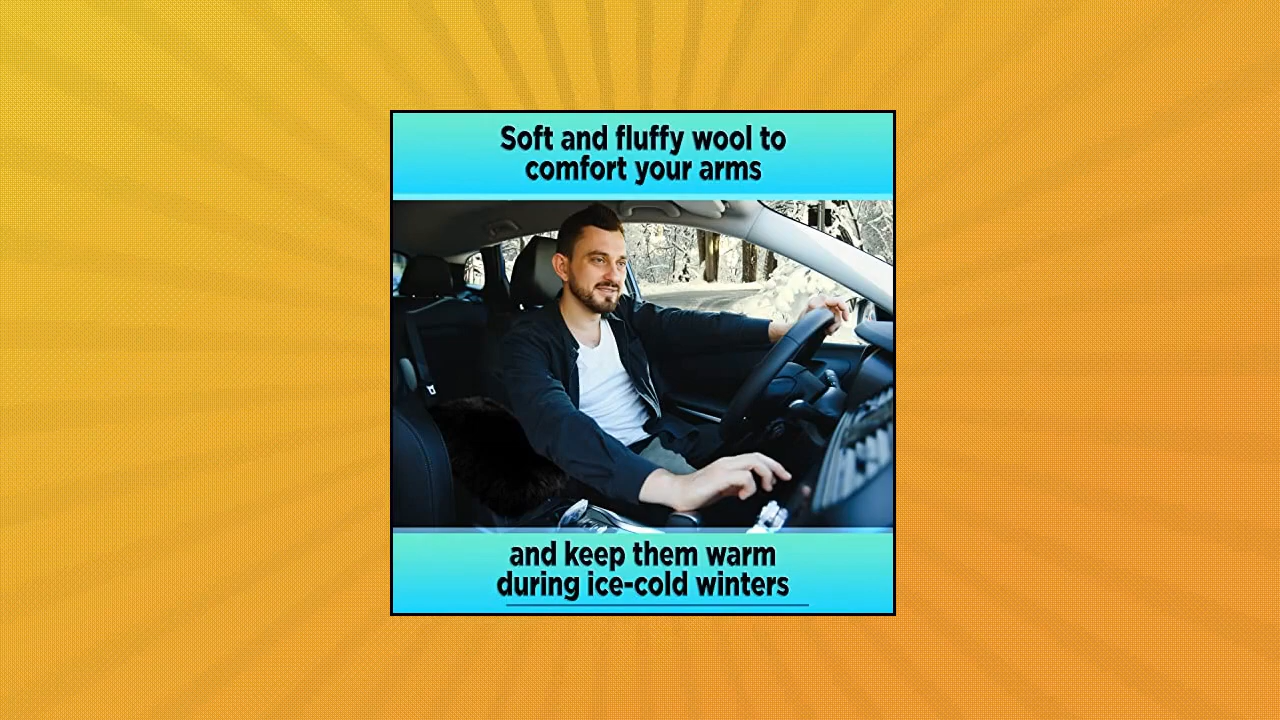 Soft and fluffy wool to
comfort your arms
and keep them warm
during ice-cold winters